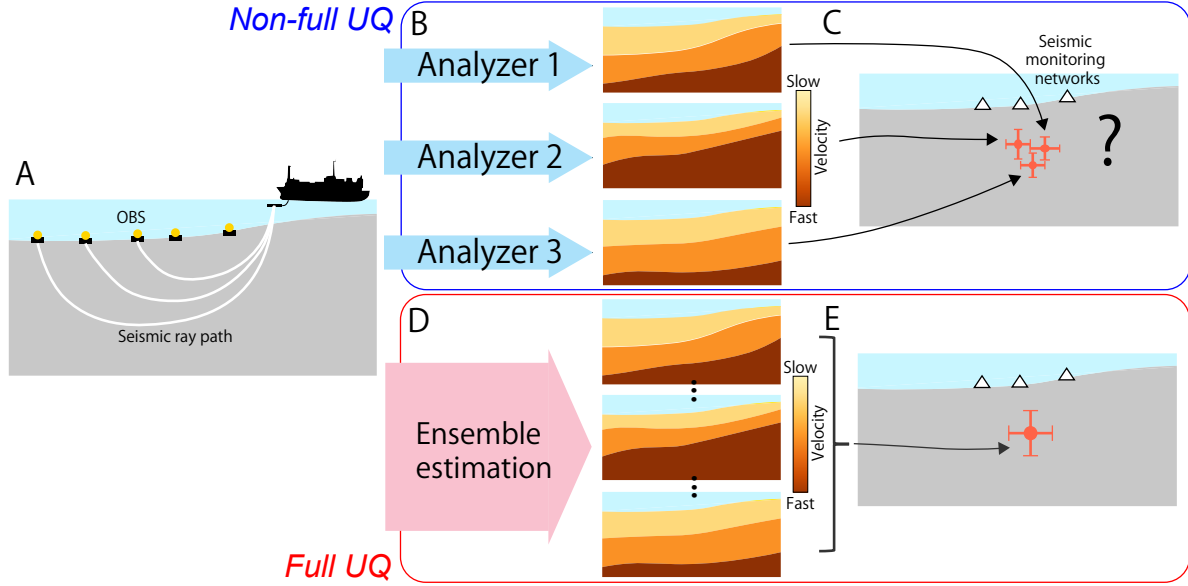 Non-full UQ
A
OBS
Seismic ray path
B
Analyzer 1
Analyzer 2
Analyzer 3
Slow
Velocity
Fast
C
Seismic
monitoring
networks
?
D
Ensemble
estimation
Slow
Velocity
Fast
E
Full UQ